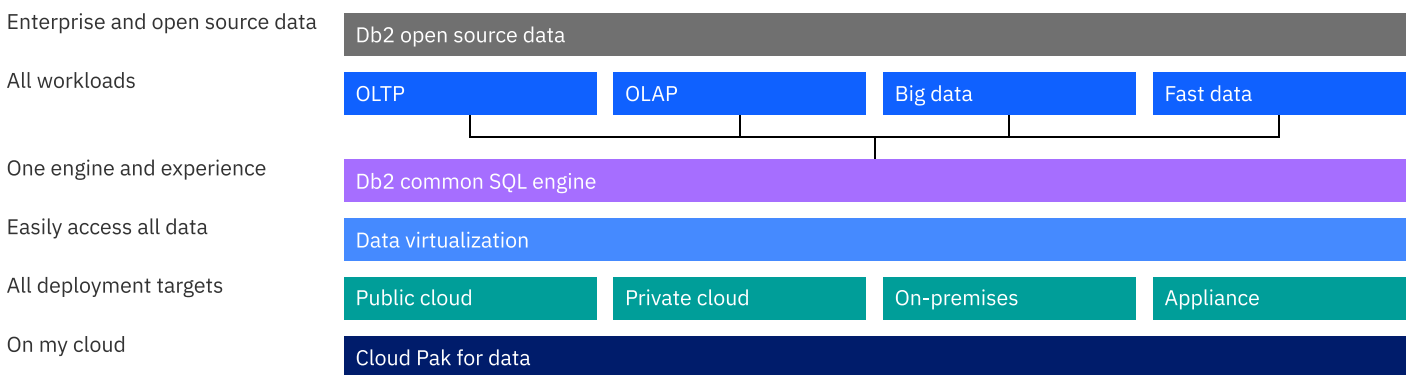 Enterprise and open source data
Db2 open source data
All workloads
OLTP
OLAP
Big data
Fast data
One engine and experience
Db2 common SQL engine
Easily access all data
Data virtualization
All deployment targets
Public cloud
Private cloud
On-premises
Appliance
On my cloud
Cloud Pak for data